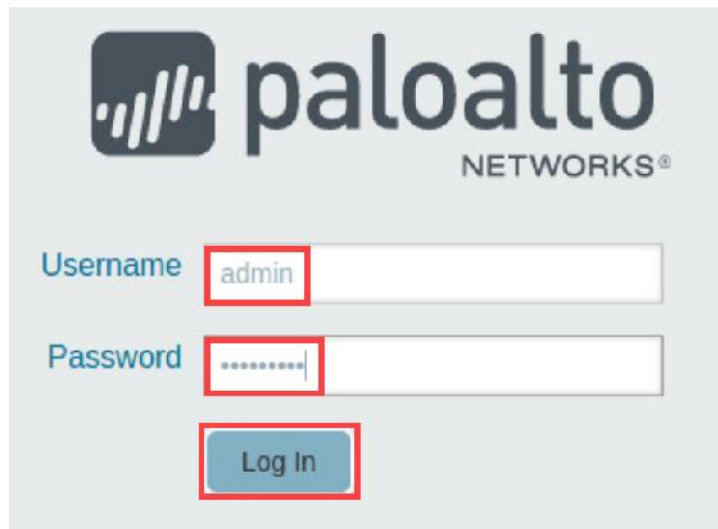 paloalto
NETWORKS®
Username admin
Password •••••••••
Log In